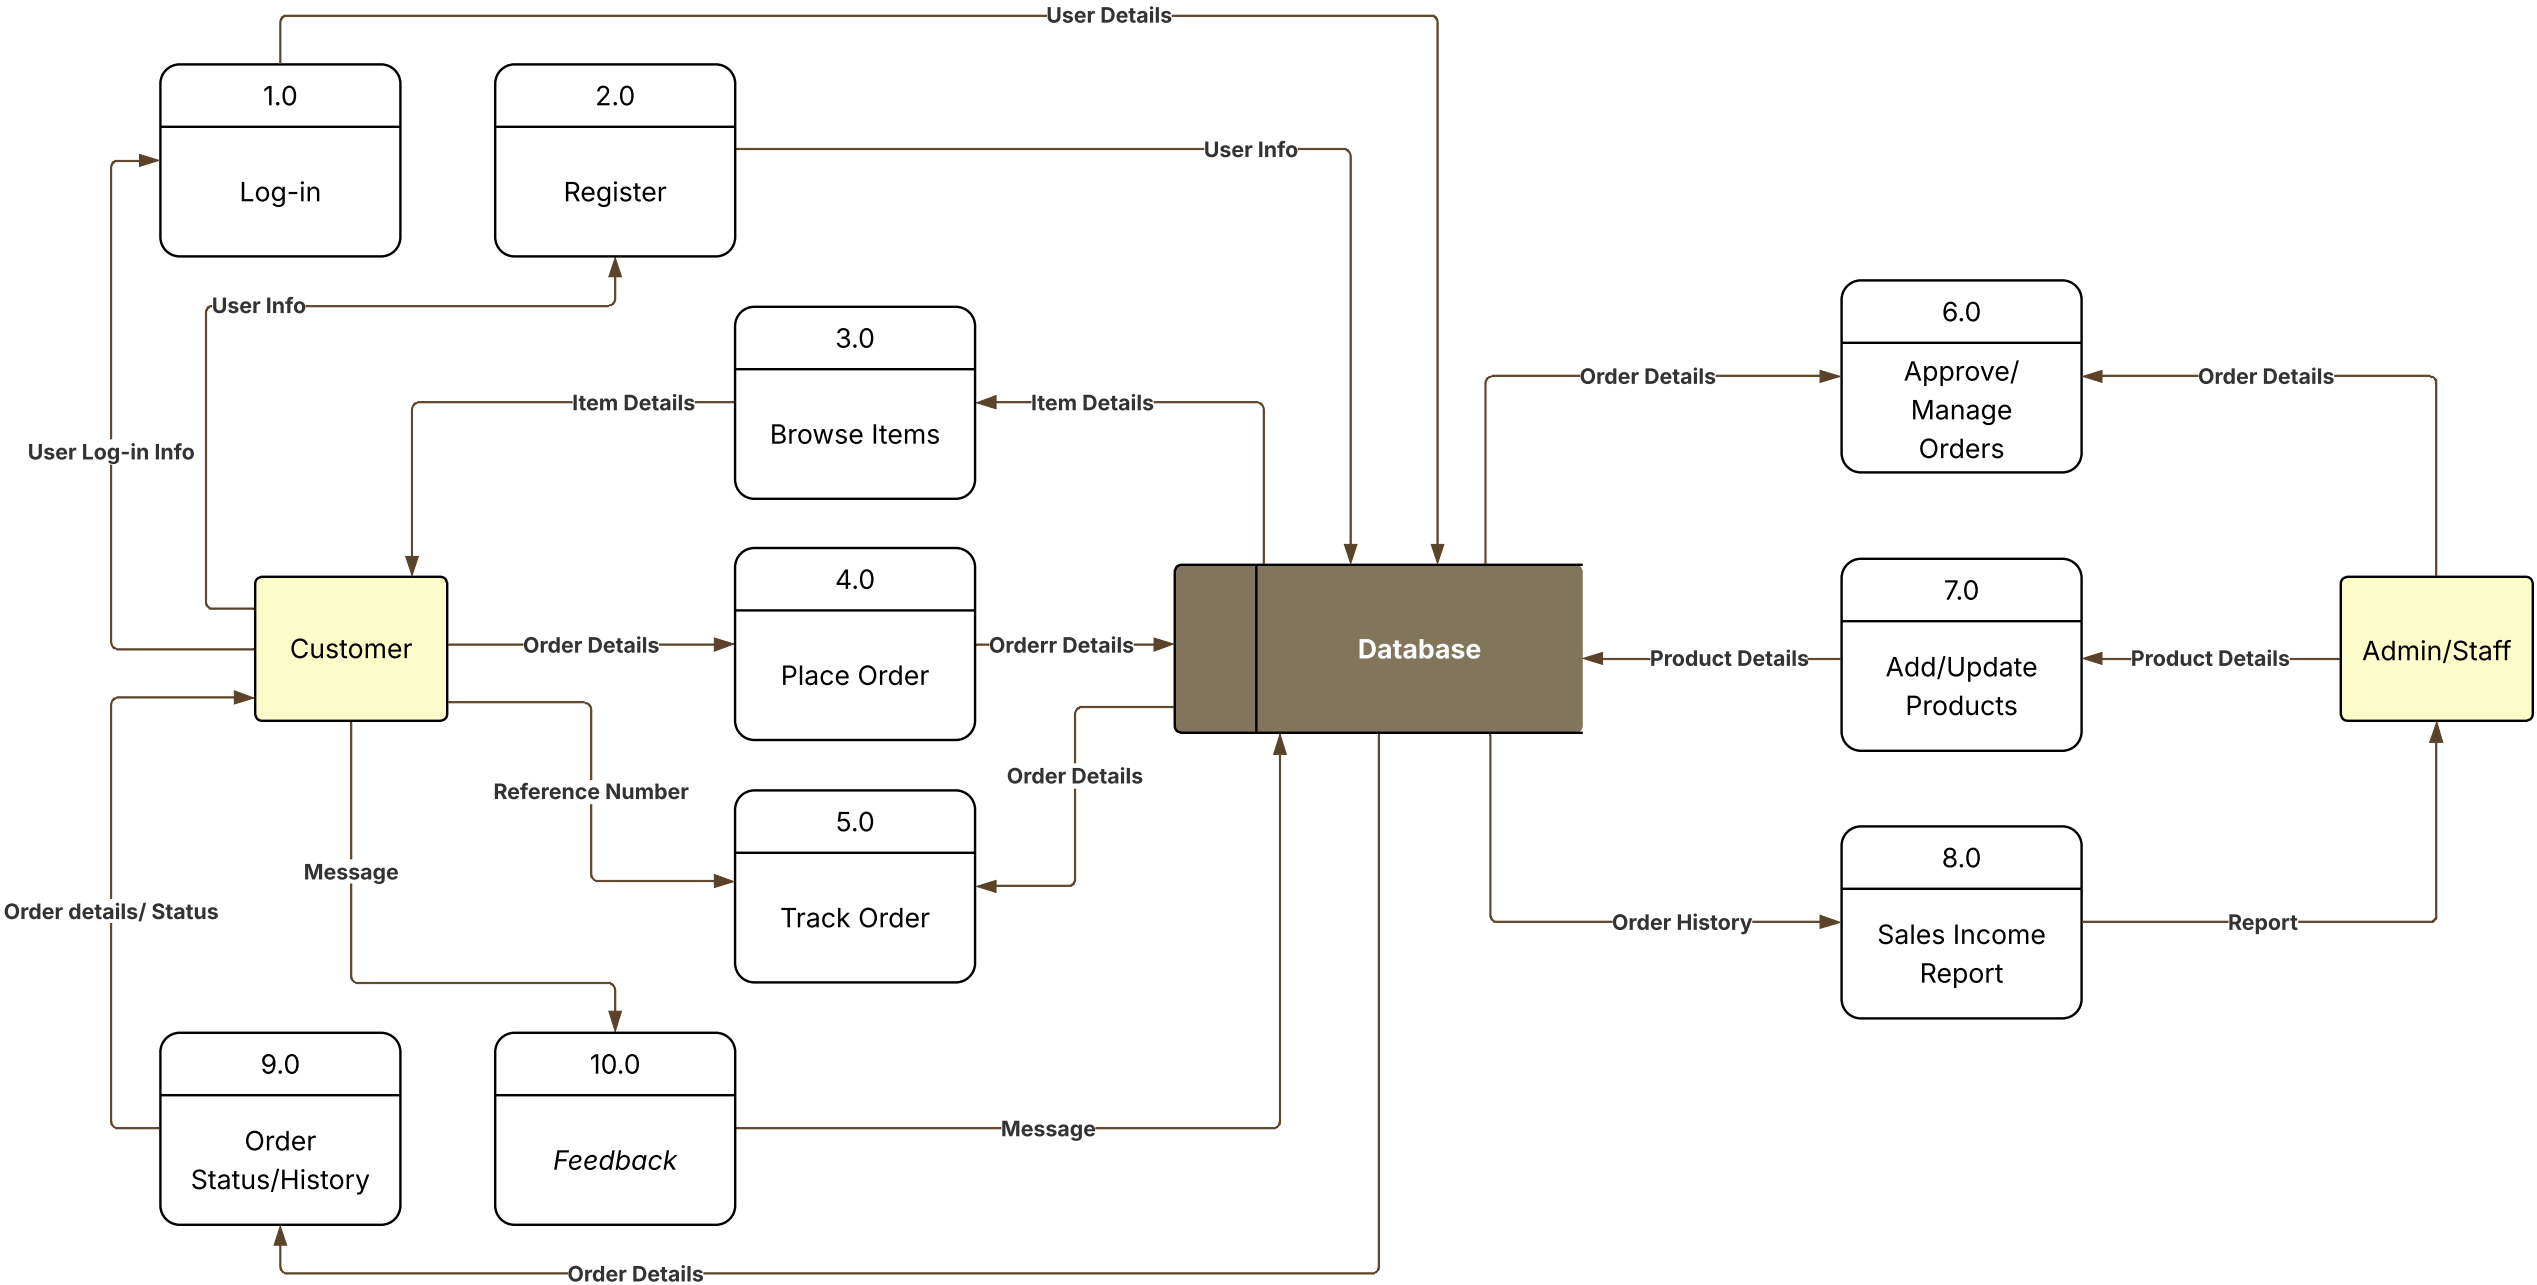 User Details
1.0
Log-in
2.0
Register
User Info
User Info
3.0
Browse Items
Item Details
Item Details
User Log-in Info
6.0
Approve/
Manage
Orders
Order Details
Order Details
4.0
Place Order
Customer
Order Details
Orderr Details
Database
7.0
Add/Update
Products
Product Details
Product Details
Admin/Staff
Reference Number
Order Details
5.0
Track Order
Message
Order details/ Status
8.0
Sales Income
Report
Order History
Report
9.0
Order
Status/History
10.0
Feedback
Message
Order Details